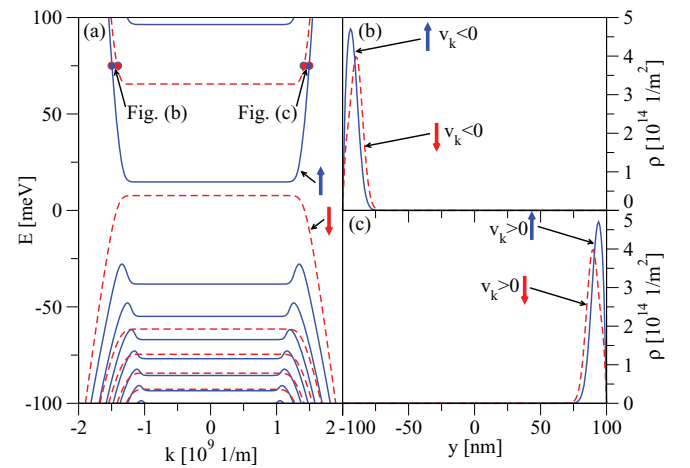 (a)
100
50
0
-50
-100
E [meV]
Fig. (b)
Fig. (c)
-2
-1
0
1
2
k [10^9 1/m]
(b)
v_k<0
v_k<0
5
4
3
2
1
0
ρ [10^14 1/m^2]
(c)
v_k>0
v_k>0
5
4
3
2
1
0
ρ [10^14 1/m^2]
-100
-50
0
50
100
y [nm]